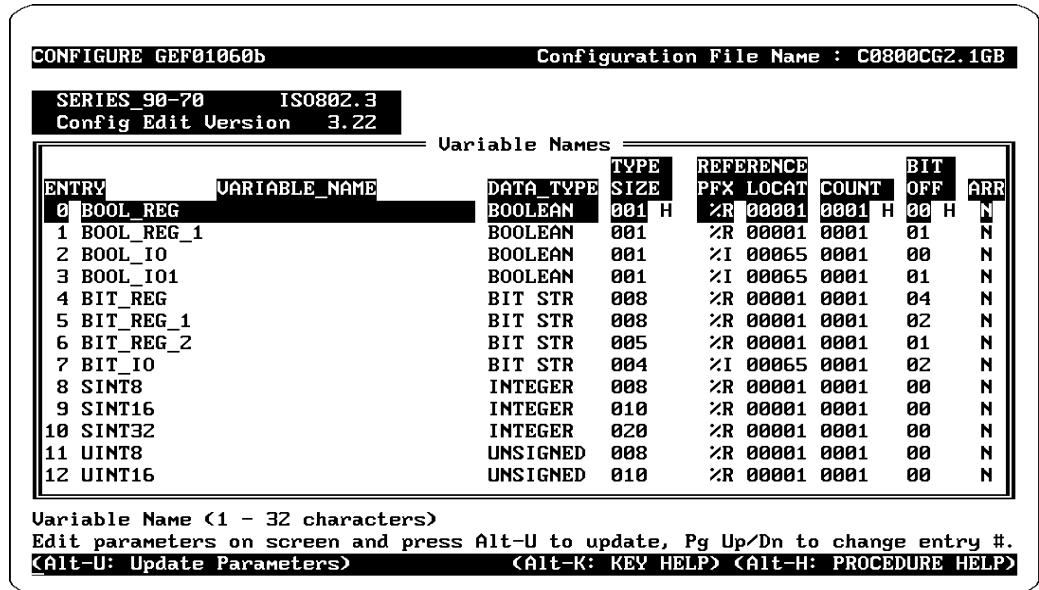 CONFIGURE GEF01060b Configuration File Name : C0800CGZ.1GB
SERIES_90-70 ISO802.3
Config Edit Version 3.22
Variable Names
TYPE REFERENCE BIT
ENTRY VARIABLE_NAME DATA_TYPE SIZE PFX LOCAT COUNT OFF ARR
0 BOOL_REG BOOLEAN 001 H %R 00001 0001 H 00 H N
1 BOOL_REG_1 BOOLEAN 001 %R 00001 0001 01 N
2 BOOL_IO BOOLEAN 001 %I 00065 0001 00 N
3 BOOL_IO1 BOOLEAN 001 %I 00065 0001 01 N
4 BIT_REG BIT STR 008 %R 00001 0001 04 N
5 BIT_REG_1 BIT STR 008 %R 00001 0001 02 N
6 BIT_REG_2 BIT STR 005 %R 00001 0001 01 N
7 BIT_IO BIT STR 004 %I 00065 0001 02 N
8 SINT8 INTEGER 008 %R 00001 0001 00 N
9 SINT16 INTEGER 010 %R 00001 0001 00 N
10 SINT32 INTEGER 020 %R 00001 0001 00 N
11 UINT8 UNSIGNED 008 %R 00001 0001 00 N
12 UINT16 UNSIGNED 010 %R 00001 0001 00 N
Variable Name (1 - 32 characters)
Edit parameters on screen and press Alt-U to update, Pg Up/Dn to change entry #.
(Alt-U: Update Parameters) (Alt-K: KEY HELP) (Alt-H: PROCEDURE HELP)